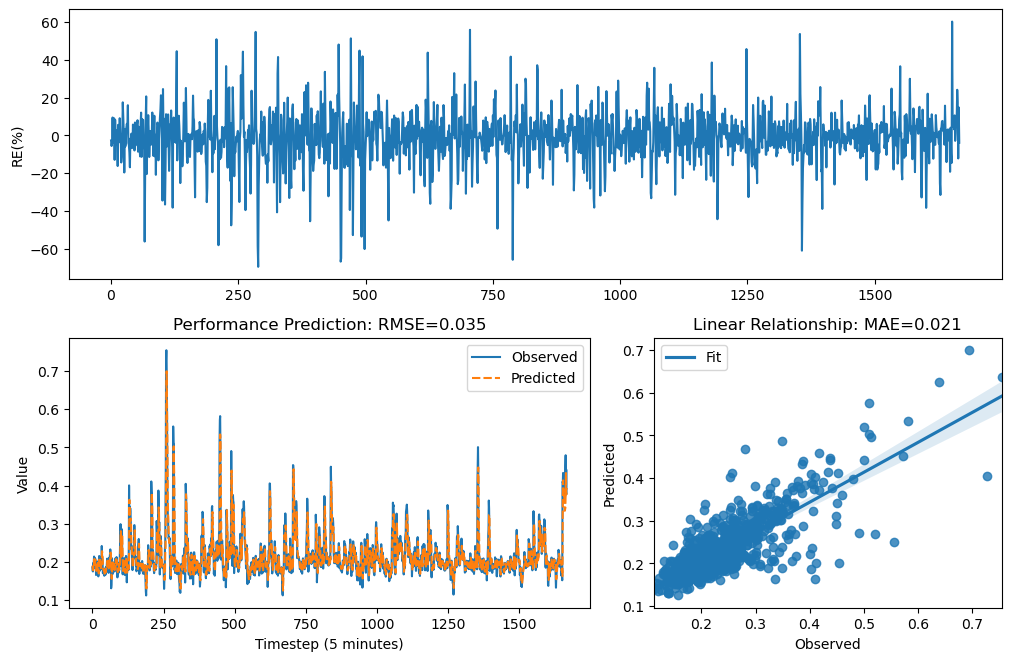 60
40
20
0
−20
−40
−60
RE(%)
0 250 500 750 1000 1250 1500
Performance Prediction: RMSE=0.035
Observed
Predicted
0.7
0.6
0.5
0.4
0.3
0.2
0.1
Value
0 250 500 750 1000 1250 1500
Timestep (5 minutes)
Linear Relationship: MAE=0.021
Fit
0.7
0.6
0.5
0.4
0.3
0.2
0.1
Predicted
0.2 0.3 0.4 0.5 0.6 0.7
Observed